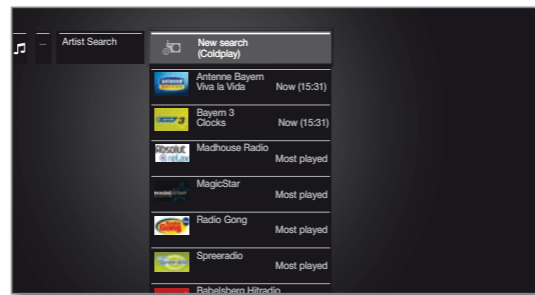 ...
Artist Search
New search
(Coldplay)
Antenne Bayern
Viva la Vida Now (15:31)
Bayern 3
Clocks Now (15:31)
Madhouse Radio
Most played
MagicStar
Most played
Radio Gong
Most played
Spreeradio
Most played
Babelsberg Hitradio